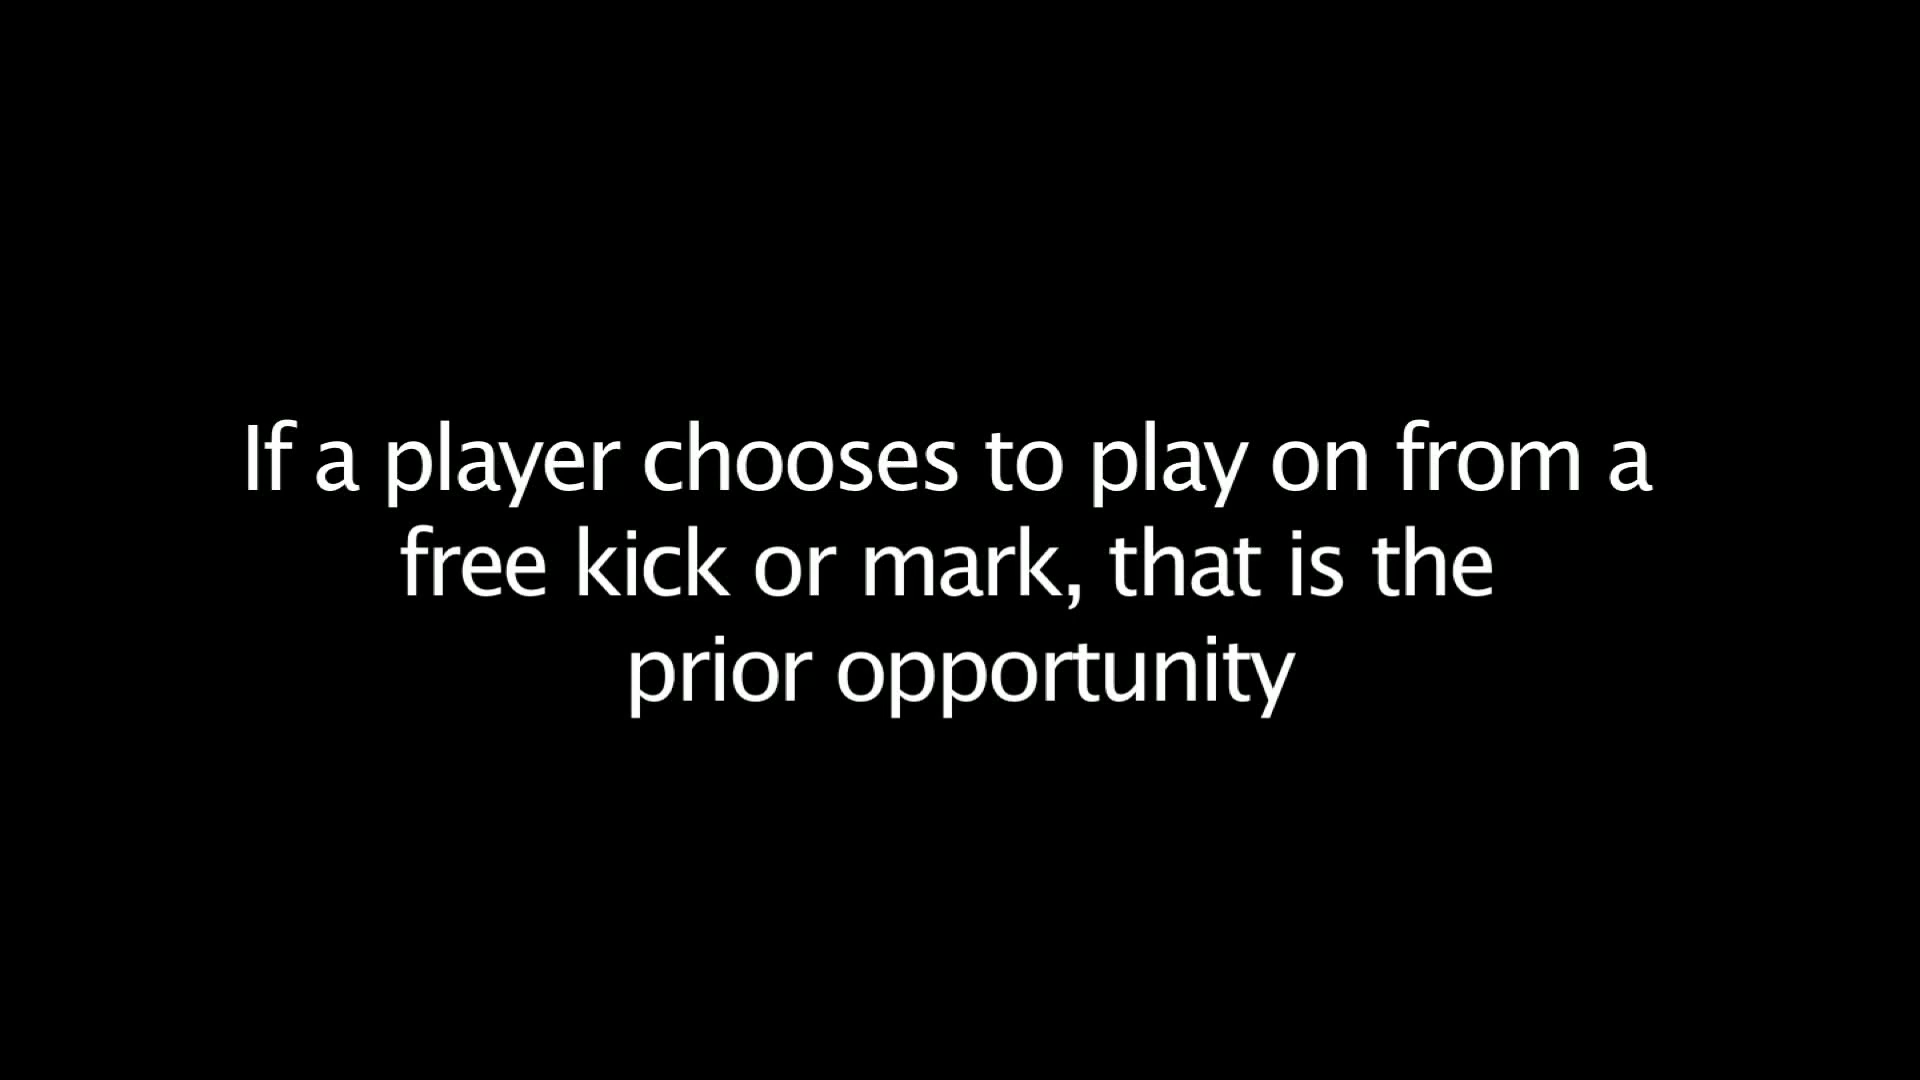 If a player chooses to play on from a
free kick or mark, that is the
prior opportunity